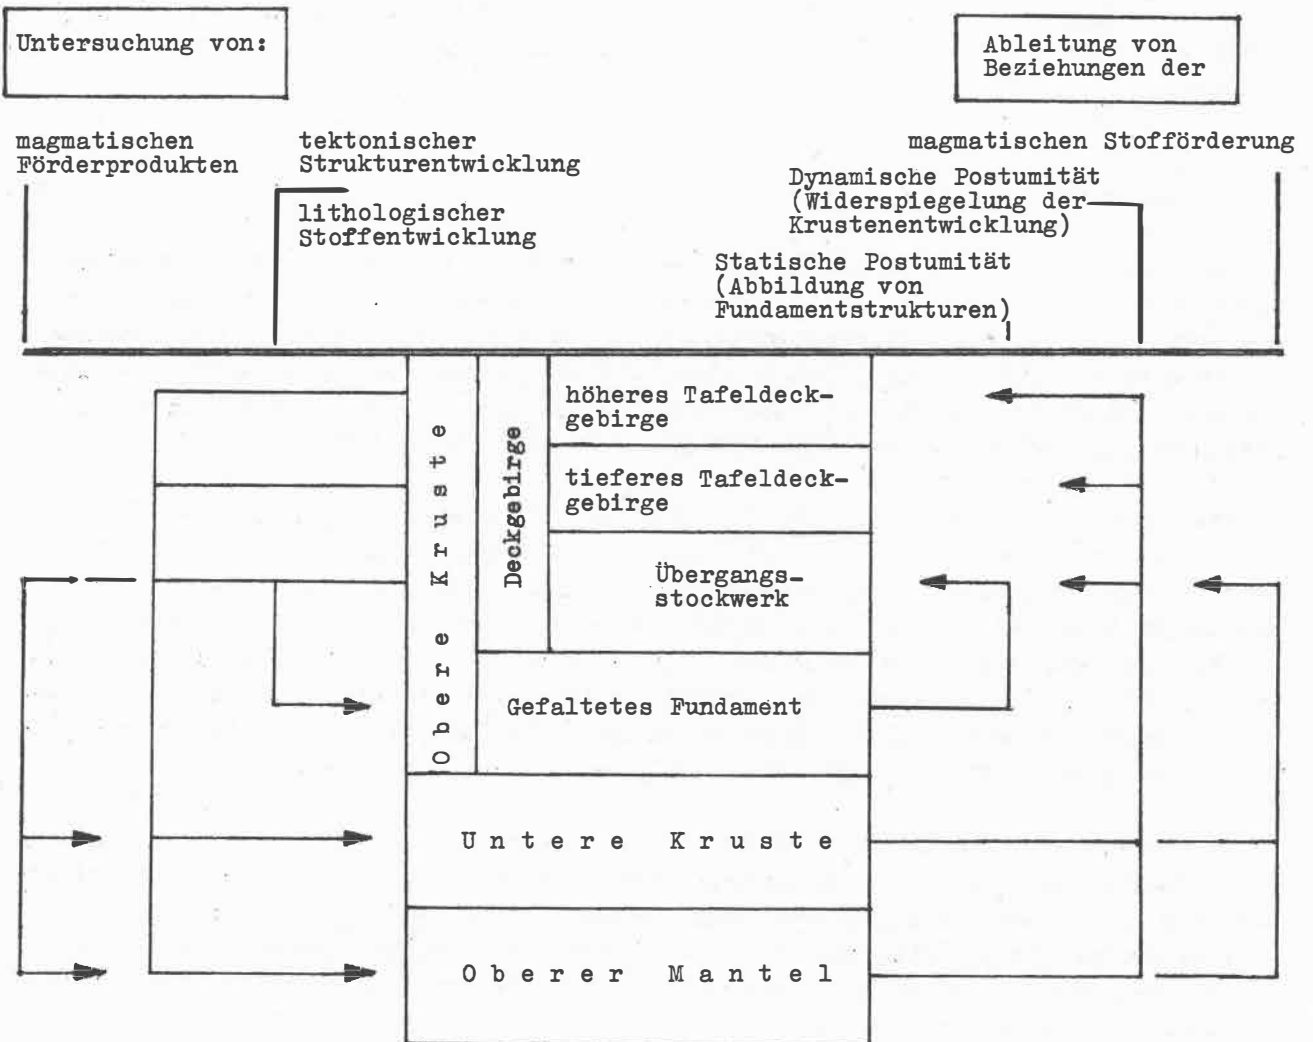 Untersuchung von:
Ableitung von
Beziehungen der
magmatischen
Förderprodukten
tektonischer
Strukturentwicklung
lithologischer
Stoffentwicklung
magmatischen Stofförderung
Dynamische Postumität
(Widerspiegelung der
Krustenentwicklung)
Statische Postumität
(Abbildung von
Fundamentstrukturen)
Obere Kruste
Deckgebirge
höheres Tafeldeck-
gebirge
tieferes Tafeldeck-
gebirge
Übergangs-
stockwerk
Gefaltetes Fundament
Untere Kruste
Oberer Mantel